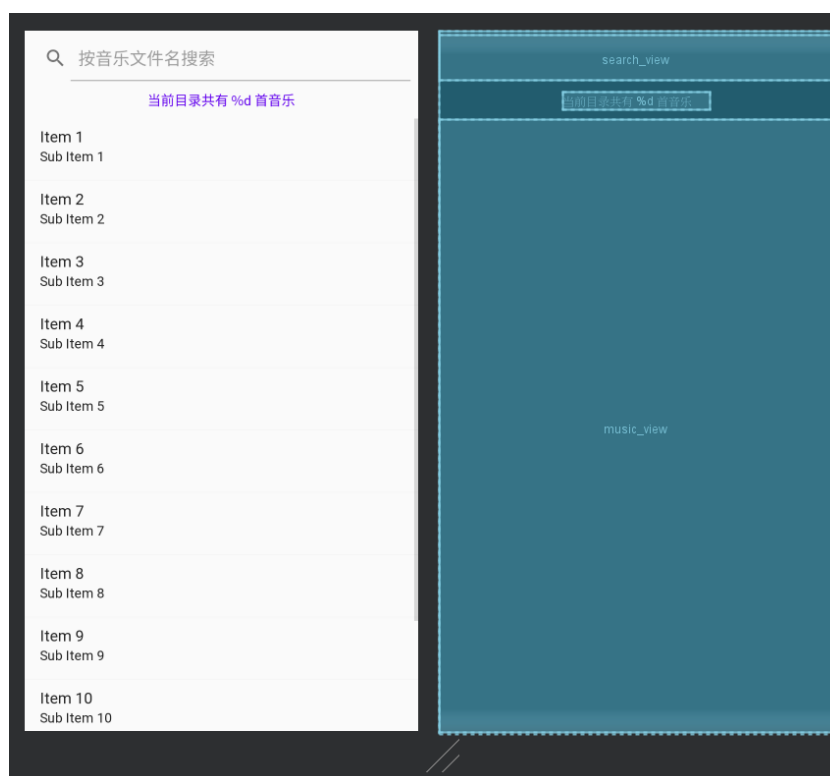 按音乐文件名搜索
当前目录共有 %d 首音乐
Item 1
Sub Item 1
Item 2
Sub Item 2
Item 3
Sub Item 3
Item 4
Sub Item 4
Item 5
Sub Item 5
Item 6
Sub Item 6
Item 7
Sub Item 7
Item 8
Sub Item 8
Item 9
Sub Item 9
Item 10
Sub Item 10
search_view
当前目录共有 %d 首音乐
music_view